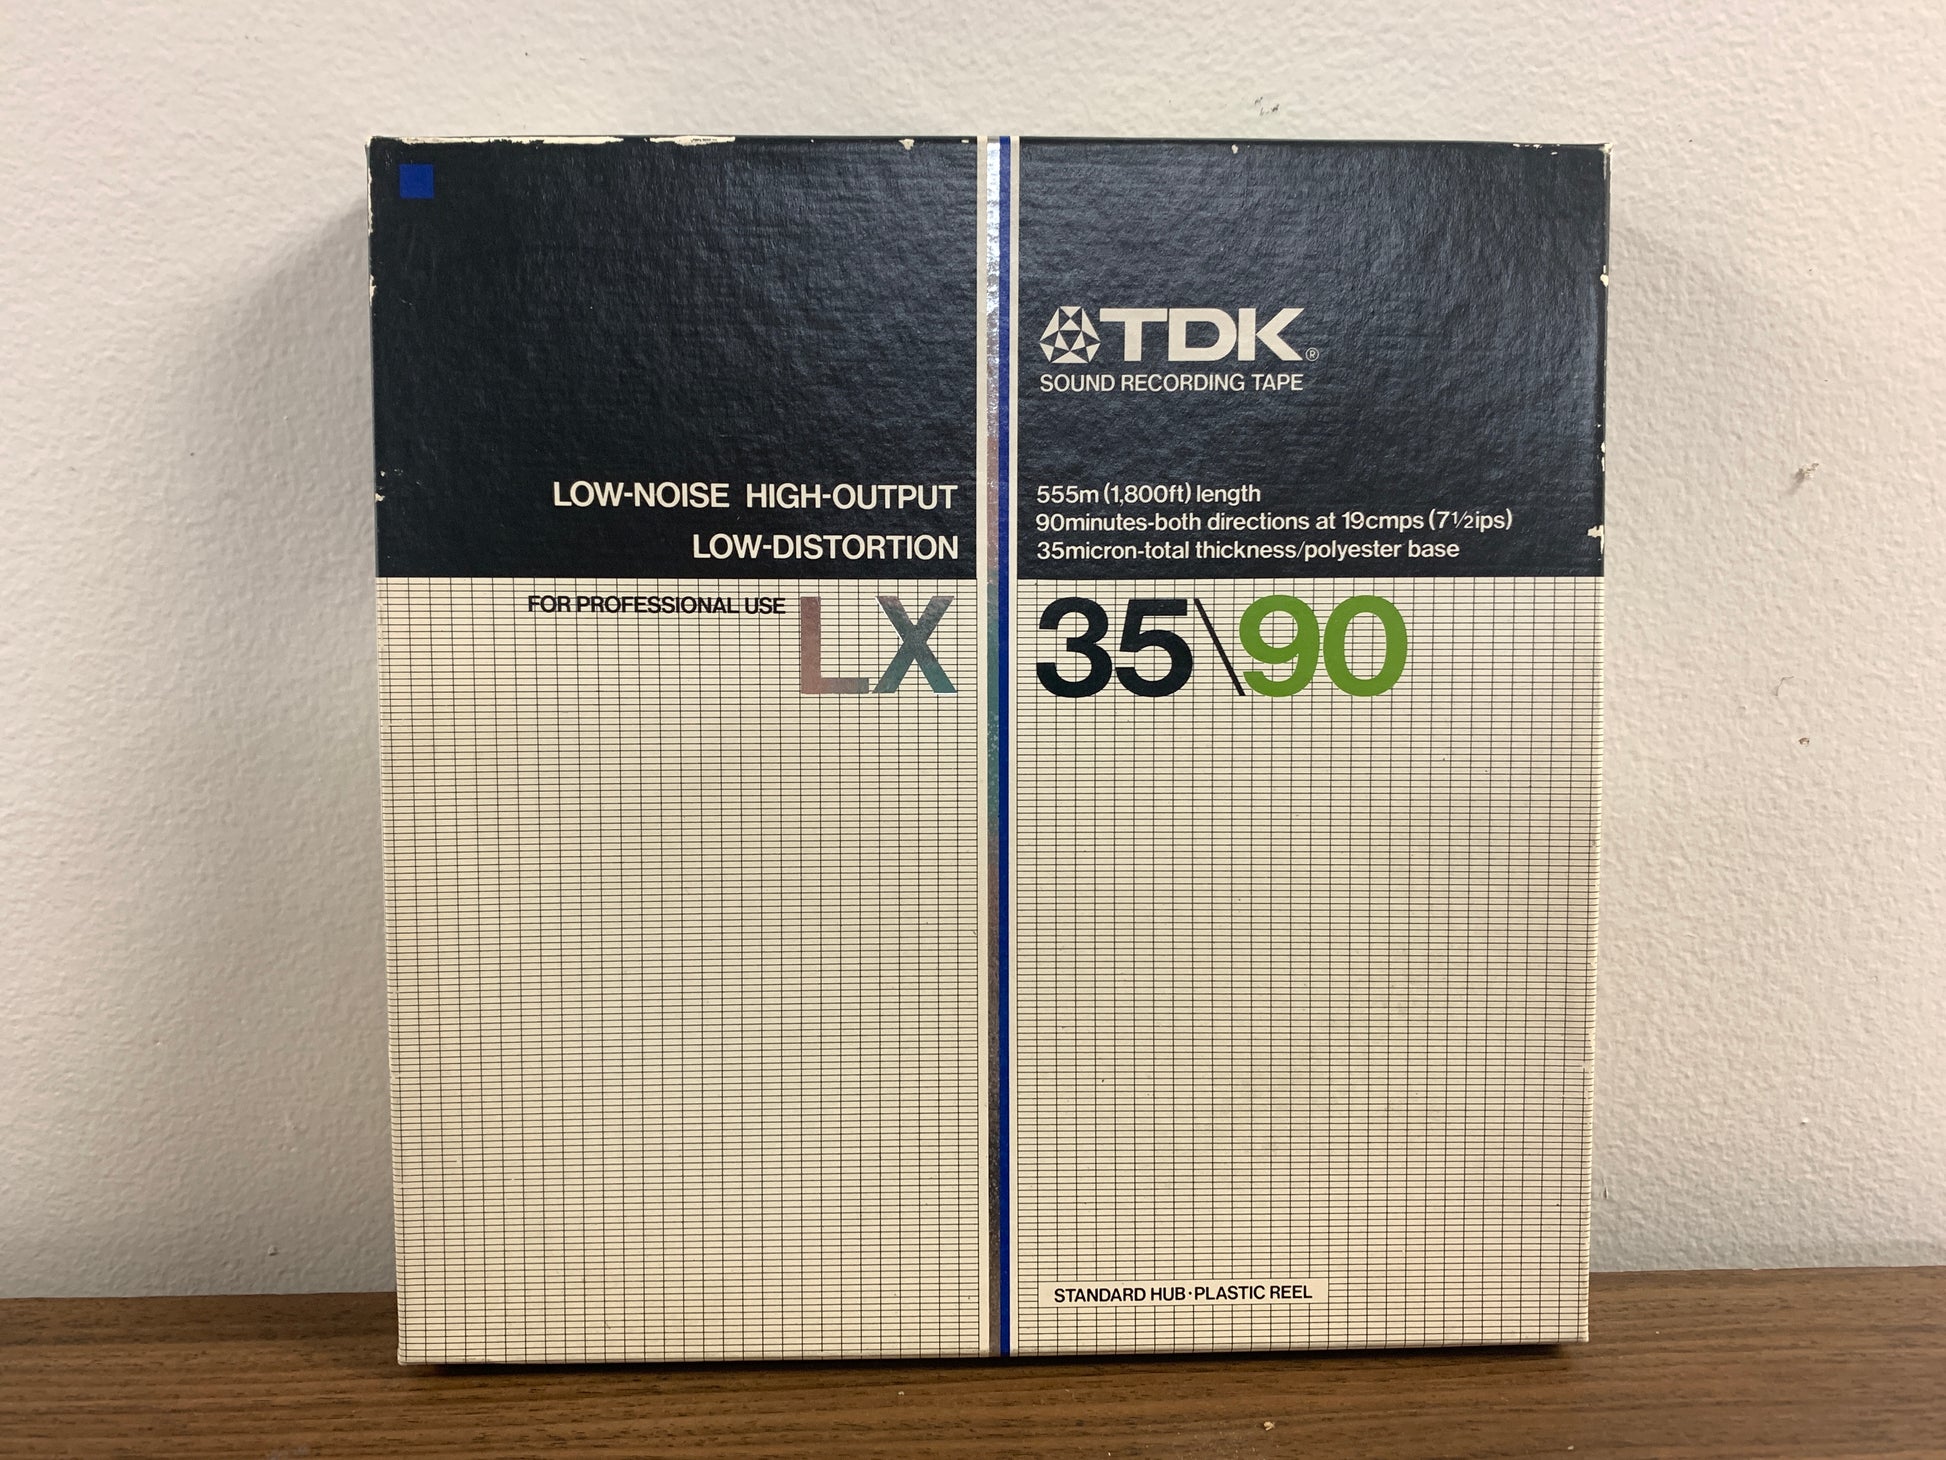 LOW-NOISE HIGH-OUTPUT
LOW-DISTORTION
FOR PROFESSIONAL USE LX
TDK®
SOUND RECORDING TAPE
555m (1,800ft) length
90minutes-both directions at 19cmps (7½ips)
35micron-total thickness/polyester base
35\90
STANDARD HUB·PLASTIC REEL